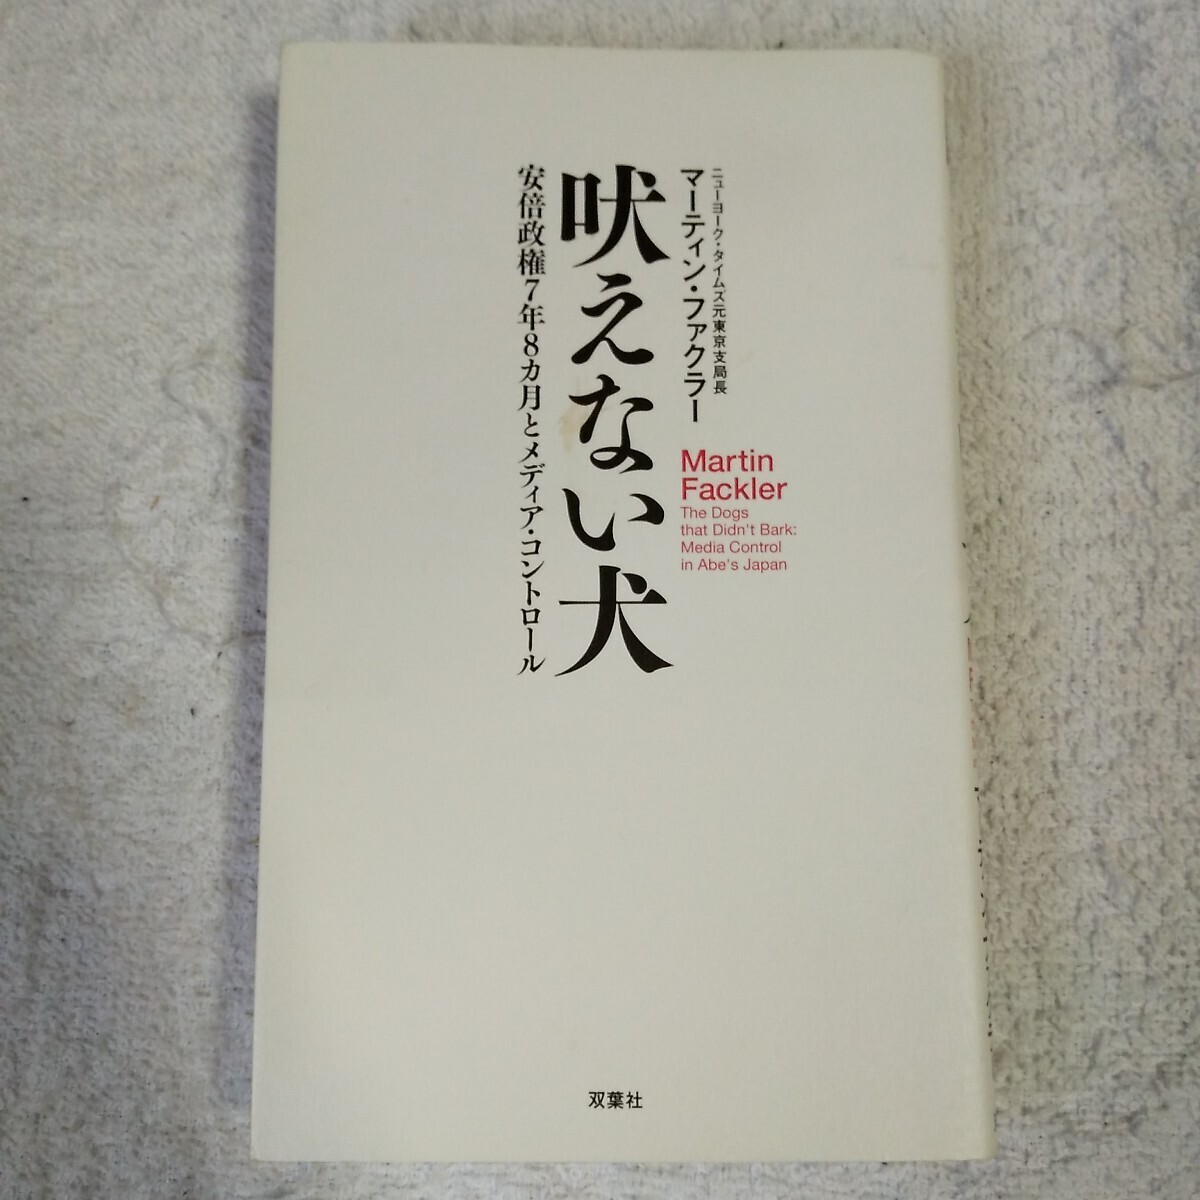 ニューヨーク・タイムズ元東京支局長
マーティン・ファクラー
吠えない犬
安倍政権7年8カ月とメディア・コントロール
Martin
Fackler
The Dogs
that Didn't Bark:
Media Control
in Abe's Japan
双葉社